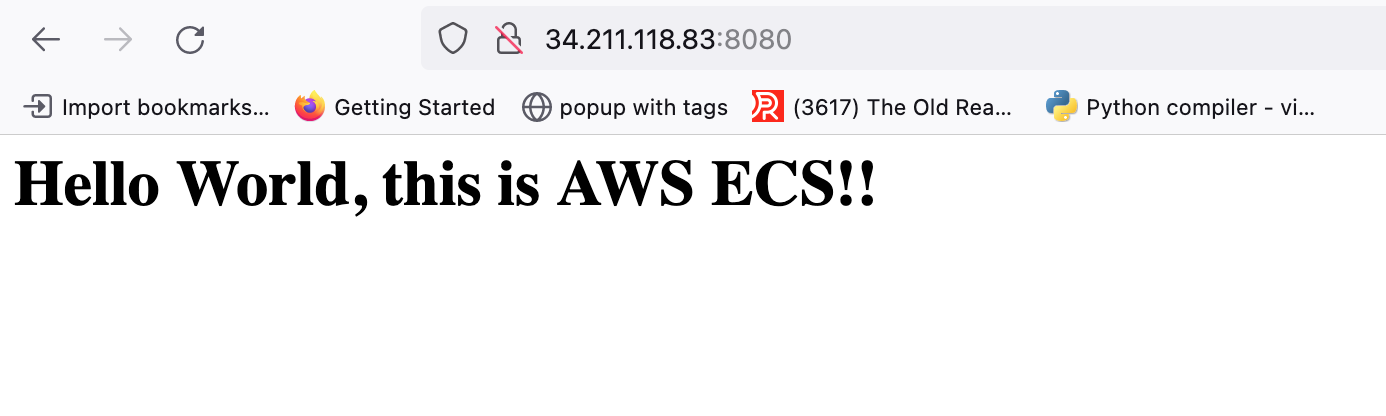 34.211.118.83:8080
Import bookmarks... Getting Started popup with tags (3617) The Old Rea... Python compiler - vi...
Hello World, this is AWS ECS!!